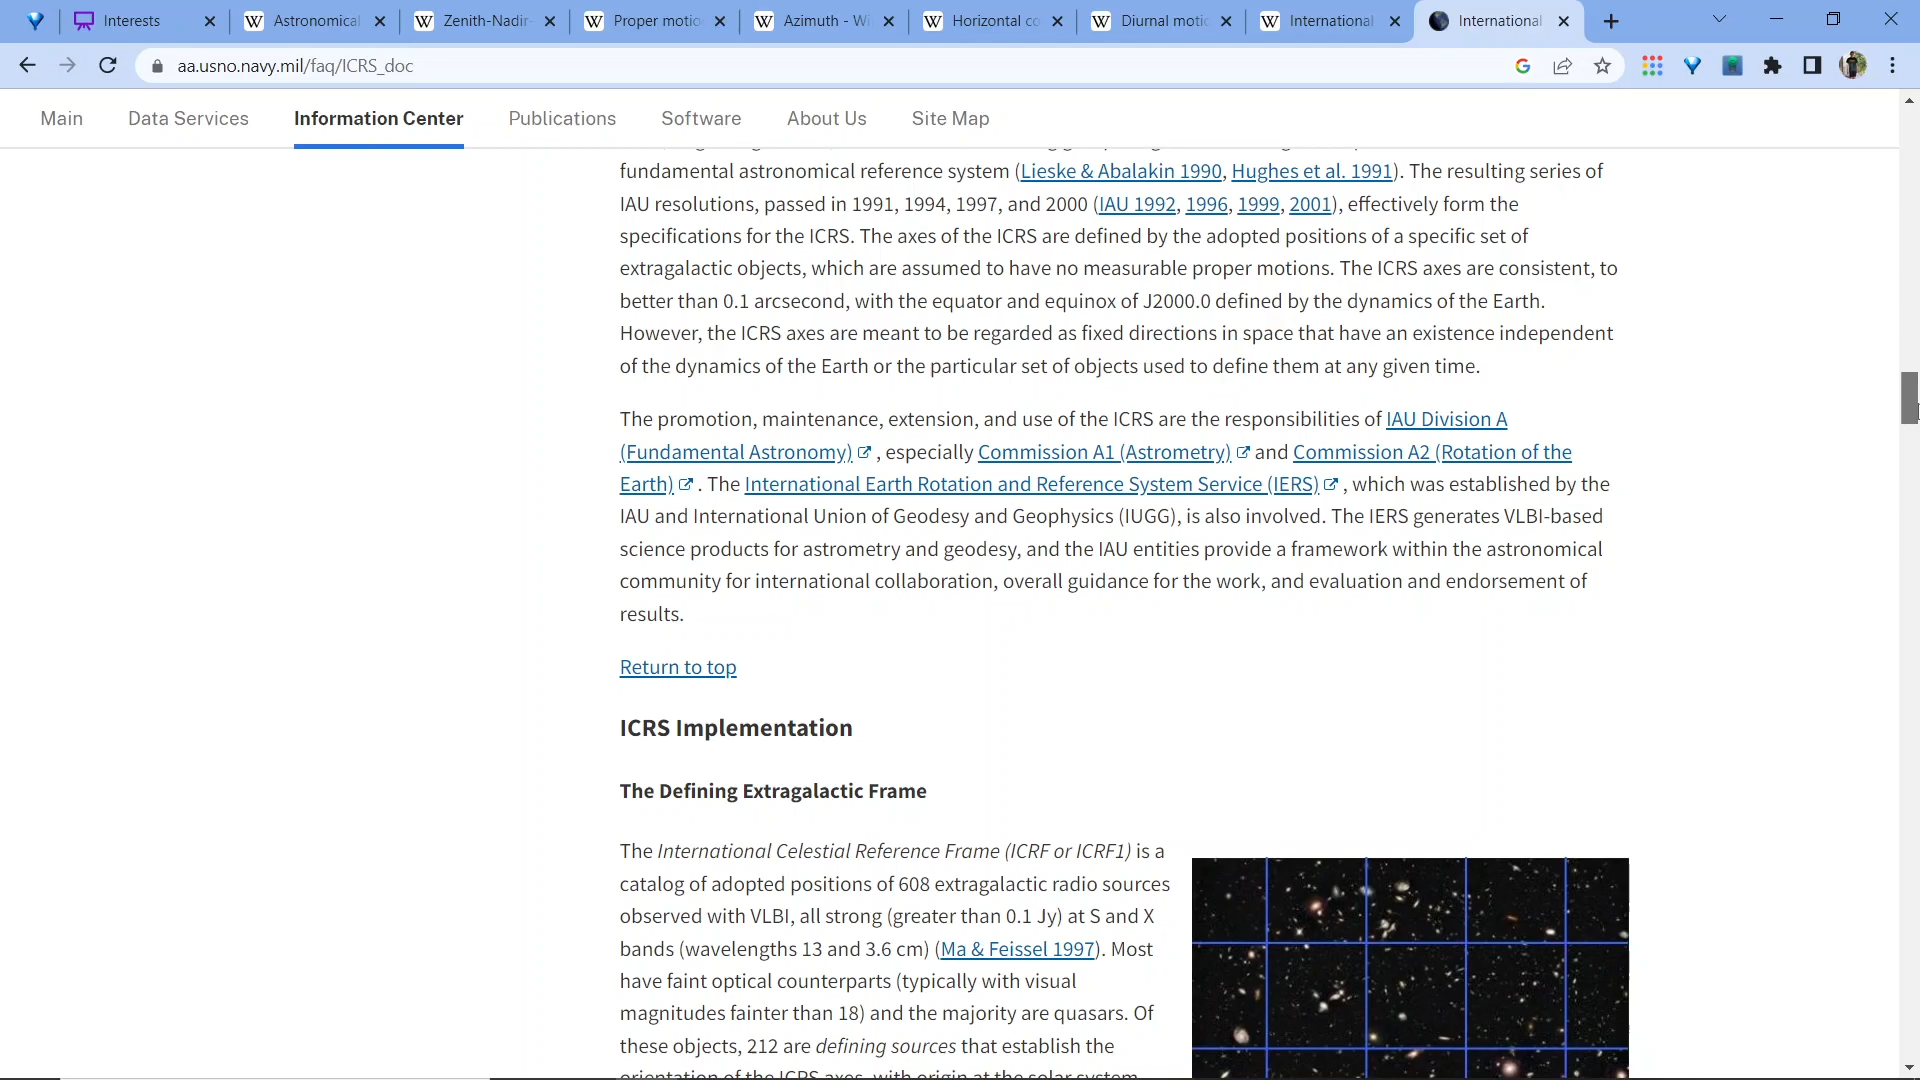 Interests
Astronomical
Zenith-Nadir-
Proper motio
Azimuth - Wi
Horizontal co
Diurnal motio
International
International
aa.usno.navy.mil/faq/ICRS_doc
Main
Data Services
Information Center
Publications
Software
About Us
Site Map
fundamental astronomical reference system (Lieske & Abalakin 1990, Hughes et al. 1991). The resulting series of
IAU resolutions, passed in 1991, 1994, 1997, and 2000 (IAU 1992, 1996, 1999, 2001), effectively form the
specifications for the ICRS. The axes of the ICRS are defined by the adopted positions of a specific set of
extragalactic objects, which are assumed to have no measurable proper motions. The ICRS axes are consistent, to
better than 0.1 arcsecond, with the equator and equinox of J2000.0 defined by the dynamics of the Earth.
However, the ICRS axes are meant to be regarded as fixed directions in space that have an existence independent
of the dynamics of the Earth or the particular set of objects used to define them at any given time.
The promotion, maintenance, extension, and use of the ICRS are the responsibilities of IAU Division A
(Fundamental Astronomy) , especially Commission A1 (Astrometry) and Commission A2 (Rotation of the
Earth) . The International Earth Rotation and Reference System Service (IERS) , which was established by the
IAU and International Union of Geodesy and Geophysics (IUGG), is also involved. The IERS generates VLBI-based
science products for astrometry and geodesy, and the IAU entities provide a framework within the astronomical
community for international collaboration, overall guidance for the work, and evaluation and endorsement of
results.
Return to top
ICRS Implementation
The Defining Extragalactic Frame
The International Celestial Reference Frame (ICRF or ICRF1) is a
catalog of adopted positions of 608 extragalactic radio sources
observed with VLBI, all strong (greater than 0.1 Jy) at S and X
bands (wavelengths 13 and 3.6 cm) (Ma & Feissel 1997). Most
have faint optical counterparts (typically with visual
magnitudes fainter than 18) and the majority are quasars. Of
these objects, 212 are defining sources that establish the
orientation of the ICRS axes, with origin at the solar system